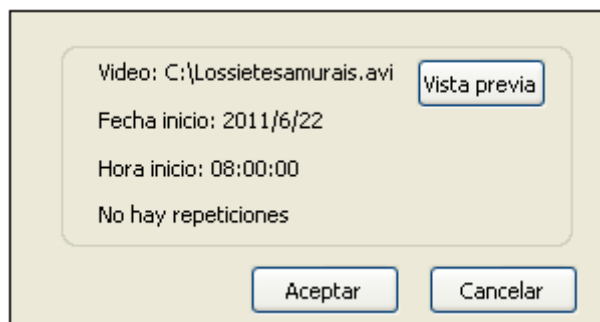 Video: C:\Lossietesamurais.avi
Vista previa
Fecha inicio: 2011/6/22
Hora inicio: 08:00:00
No hay repeticiones
Aceptar
Cancelar